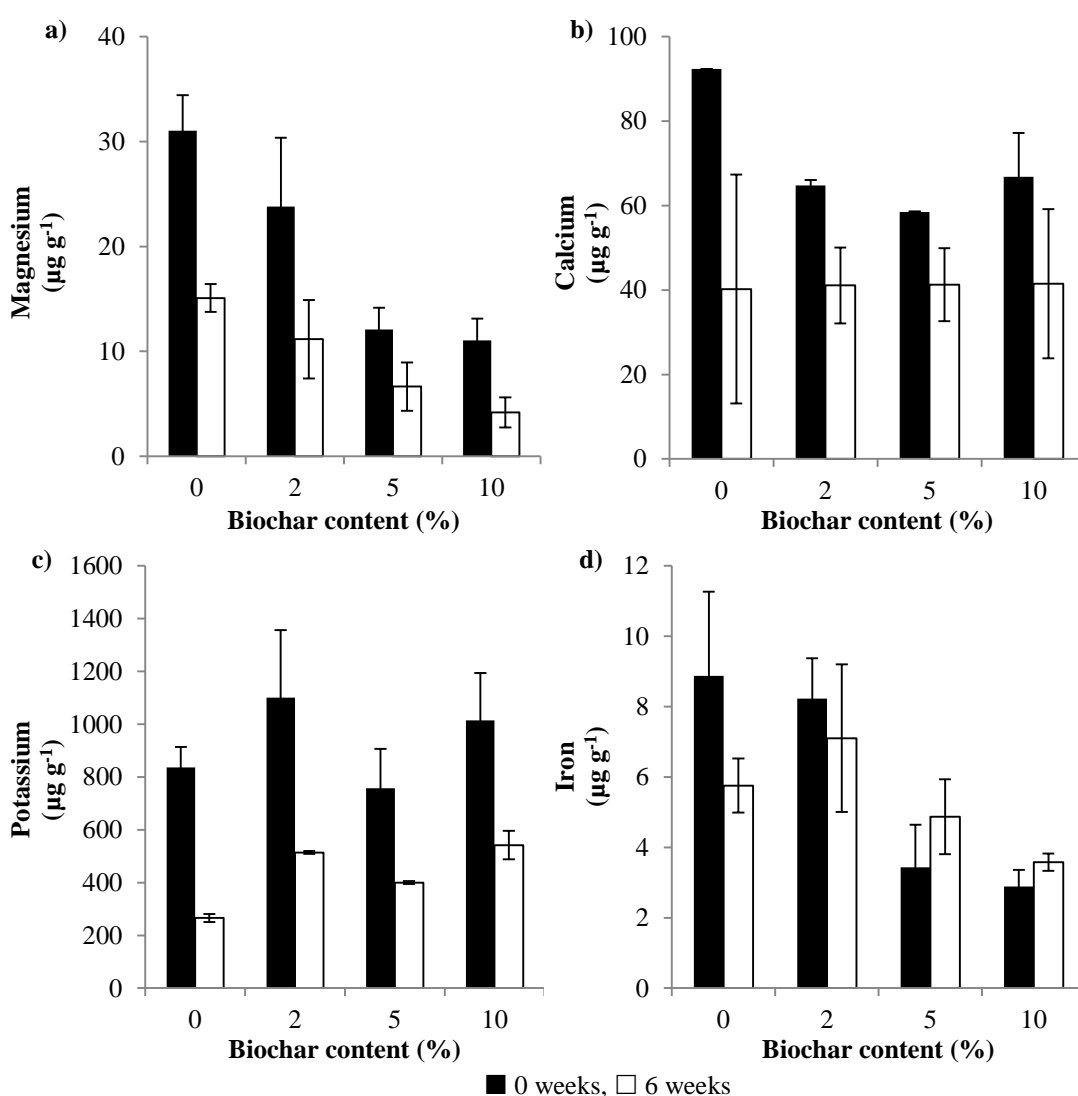 a)
40
30
20
10
0
Magnesium
(µg g-1)
0 2 5 10
Biochar content (%)
b)
100
80
60
40
20
0
Calcium
(µg g-1)
0 2 5 10
Biochar content (%)
c)
1600
1400
1200
1000
800
600
400
200
0
Potassium
(µg g-1)
0 2 5 10
Biochar content (%)
d)
12
10
8
6
4
2
0
Iron
(µg g-1)
0 2 5 10
Biochar content (%)
0 weeks, 6 weeks